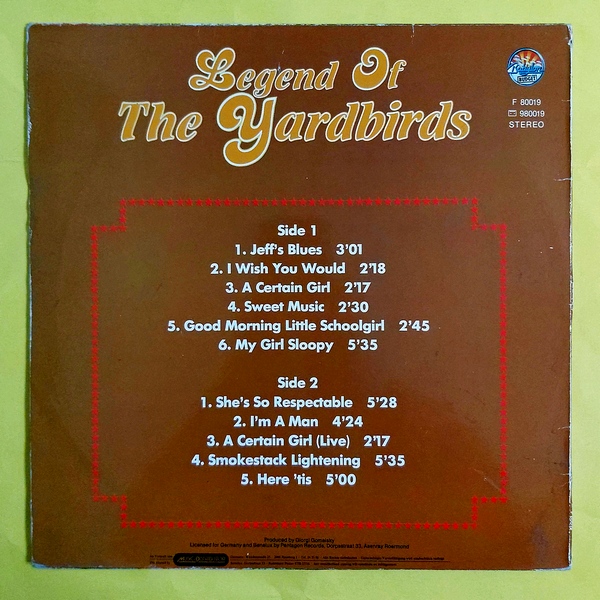 Legend Of
The Yardbirds
F 80019
980019
STEREO
Side 1
1. Jeff's Blues 3'01
2. I Wish You Would 2'18
3. A Certain Girl 2'17
4. Sweet Music 2'30
5. Good Morning Little Schoolgirl 2'45
6. My Girl Sloopy 5'35
Side 2
1. She's So Respectable 5'28
2. I'm A Man 4'24
3. A Certain Girl (Live) 2'17
4. Smokestack Lightening 5'35
5. Here 'tis 5'00
Produced by Giorgi Gomelsky
Licensed for Germany and Benelux by Pentagon Records,